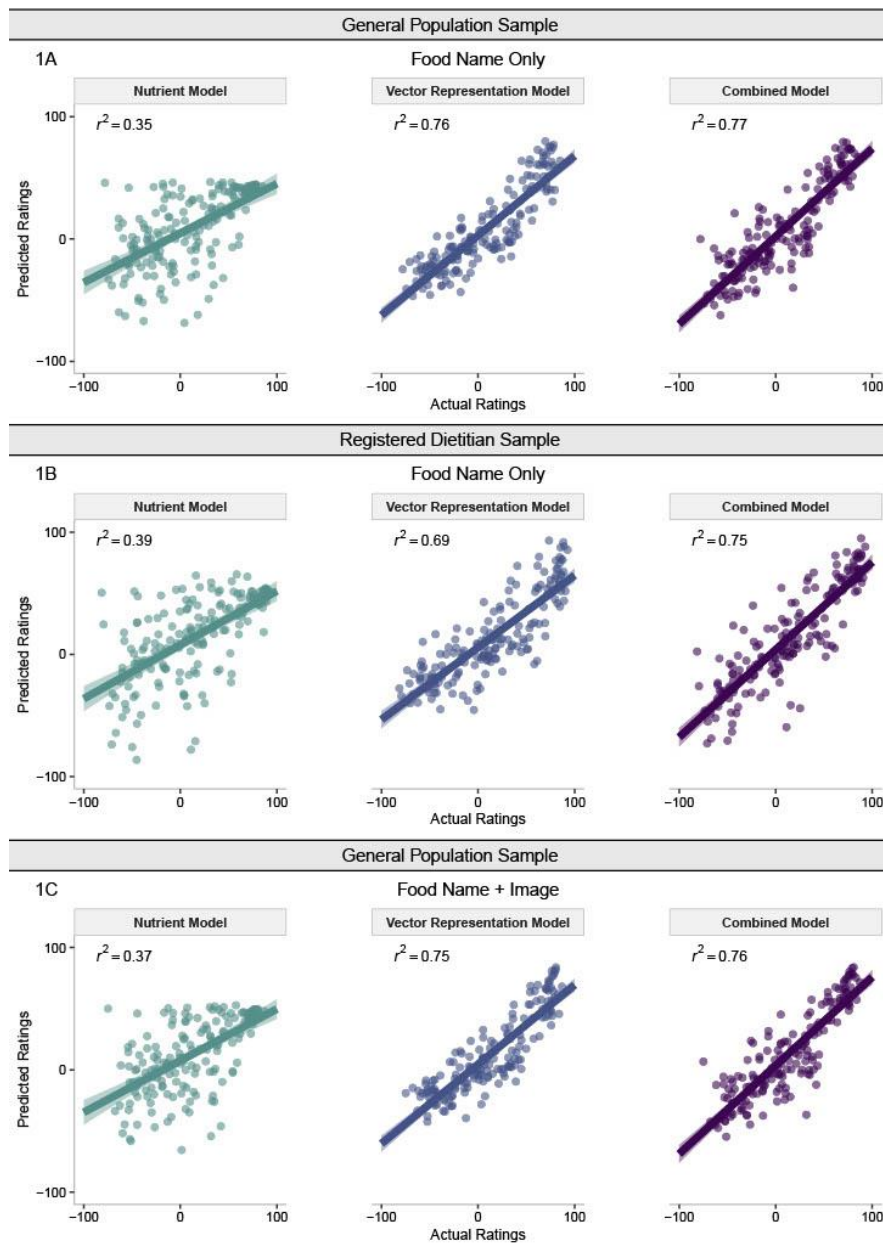 General Population Sample
1A Food Name Only
Nutrient Model Vector Representation Model Combined Model
r² = 0.35 r² = 0.76 r² = 0.77
100
0
−100
Predicted Ratings
−100 0 100 −100 0 100 −100 0 100
Actual Ratings
Registered Dietitian Sample
1B Food Name Only
Nutrient Model Vector Representation Model Combined Model
r² = 0.39 r² = 0.69 r² = 0.75
100
0
−100
Predicted Ratings
−100 0 100 −100 0 100 −100 0 100
Actual Ratings
General Population Sample
1C Food Name + Image
Nutrient Model Vector Representation Model Combined Model
r² = 0.37 r² = 0.75 r² = 0.76
100
0
−100
Predicted Ratings
−100 0 100 −100 0 100 −100 0 100
Actual Ratings